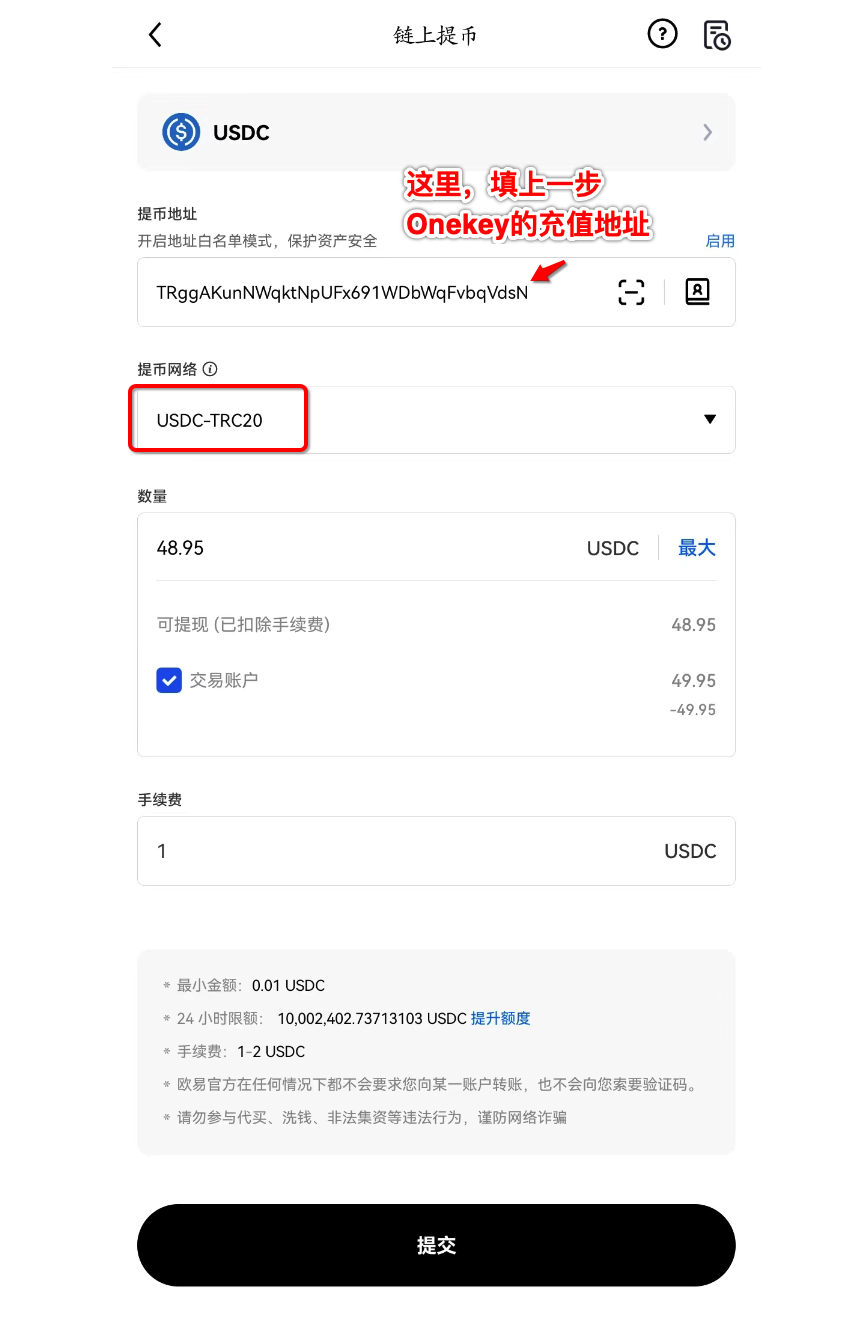 链上提币
USDC
这里，填上一步
Onekey的充值地址
提币地址
开启地址白名单模式，保护资产安全
启用
TRggAKunNWqktNpUFx691WDbWqFvbqVdsN
提币网络
USDC-TRC20
数量
48.95
USDC
最大
可提现 (已扣除手续费)
48.95
交易账户
49.95
-49.95
手续费
1
USDC
* 最小金额： 0.01 USDC
* 24 小时限额： 10,002,402.73713103 USDC 提升额度
* 手续费： 1-2 USDC
* 欧易官方在任何情况下都不会要求您向某一账户转账，也不会向您索要验证码。
* 请勿参与代买、洗钱、非法集资等违法行为，谨防网络诈骗
提交